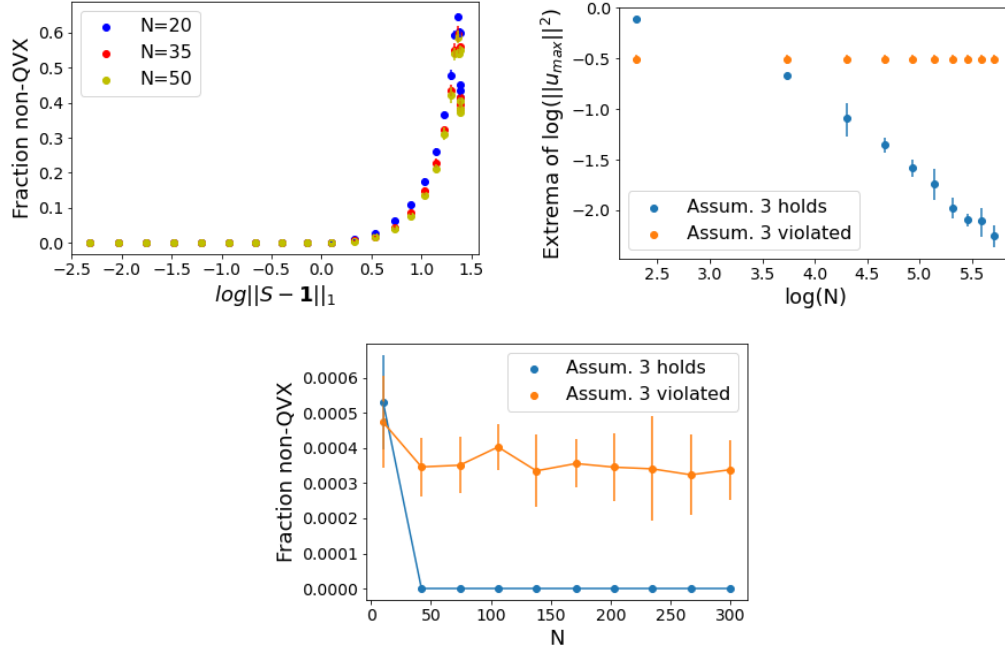 Fraction non-QVX
0.6
0.5
0.4
0.3
0.2
0.1
0.0
N=20
N=35
N=50
−2.5 −2.0 −1.5 −1.0 −0.5 0.0 0.5 1.0 1.5
log||S − 1||₁
Extrema of log(||u_max||²)
0.0
−0.5
−1.0
−1.5
−2.0
Assum. 3 holds
Assum. 3 violated
2.5 3.0 3.5 4.0 4.5 5.0 5.5
log(N)
Fraction non-QVX
0.0006
0.0005
0.0004
0.0003
0.0002
0.0001
0.0000
Assum. 3 holds
Assum. 3 violated
0 50 100 150 200 250 300
N